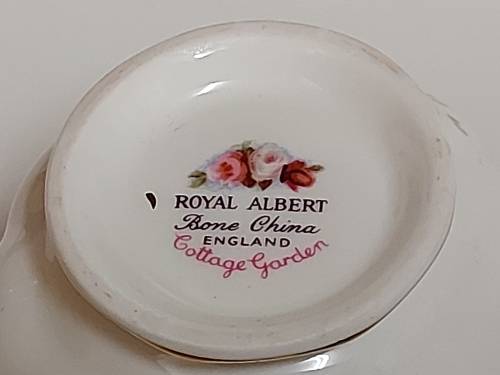 ROYAL ALBERT
Bone China
ENGLAND
Cottage Garden